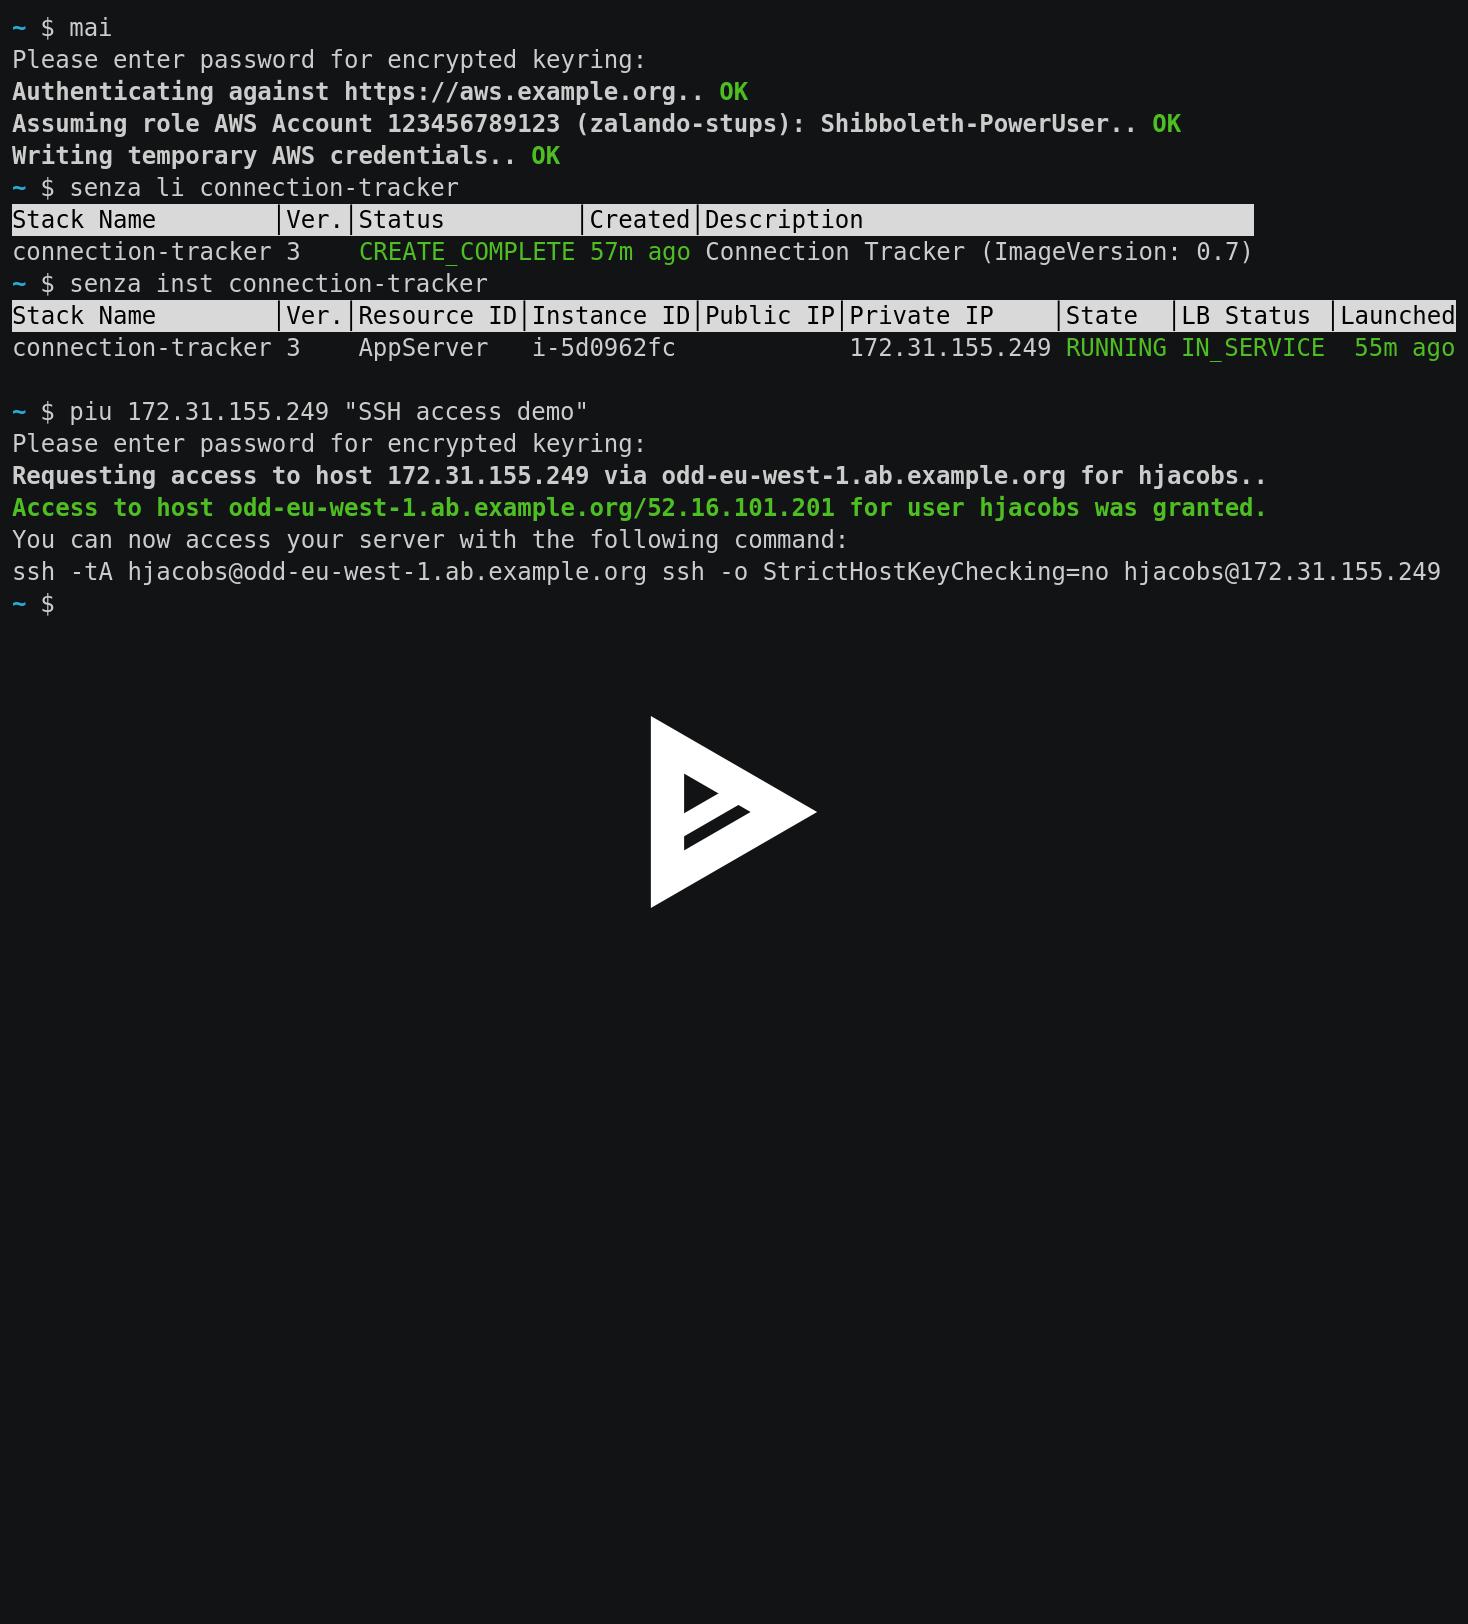 ~ $ mai
Please enter password for encrypted keyring:
Authenticating against https://aws.example.org.. OK
Assuming role AWS Account 123456789123 (zalando-stups): Shibboleth-PowerUser.. OK
Writing temporary AWS credentials.. OK
~ $ senza li connection-tracker
Stack Name        │Ver.│Status         │Created│Description
connection-tracker 3    CREATE_COMPLETE 57m ago Connection Tracker (ImageVersion: 0.7)
~ $ senza inst connection-tracker
Stack Name        │Ver.│Resource ID│Instance ID│Public IP│Private IP    │State  │LB Status │Launched
connection-tracker 3    AppServer   i-5d0962fc            172.31.155.249 RUNNING IN_SERVICE  55m ago
~ $ piu 172.31.155.249 "SSH access demo"
Please enter password for encrypted keyring:
Requesting access to host 172.31.155.249 via odd-eu-west-1.ab.example.org for hjacobs..
Access to host odd-eu-west-1.ab.example.org/52.16.101.201 for user hjacobs was granted.
You can now access your server with the following command:
ssh -tA hjacobs@odd-eu-west-1.ab.example.org ssh -o StrictHostKeyChecking=no hjacobs@172.31.155.249
~ $